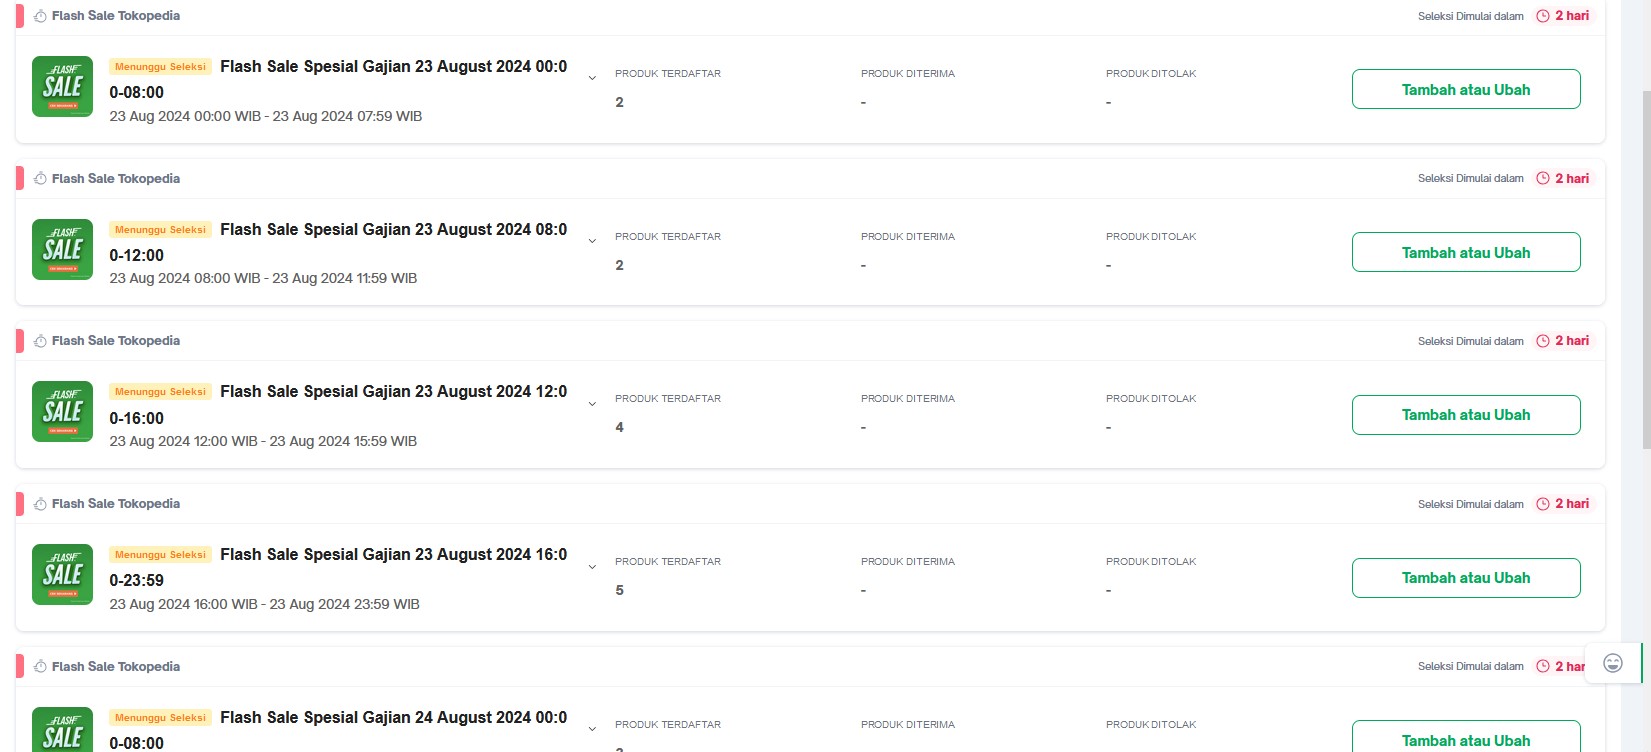 Flash Sale Tokopedia
Seleksi Dimulai dalam 2 hari
FLASH
SALE
Menunggu Seleksi Flash Sale Spesial Gajian 23 August 2024 00:0
0-08:00
23 Aug 2024 00:00 WIB - 23 Aug 2024 07:59 WIB
PRODUK TERDAFTAR
2
PRODUK DITERIMA
-
PRODUK DITOLAK
-
Tambah atau Ubah
Flash Sale Tokopedia
Seleksi Dimulai dalam 2 hari
FLASH
SALE
Menunggu Seleksi Flash Sale Spesial Gajian 23 August 2024 08:0
0-12:00
23 Aug 2024 08:00 WIB - 23 Aug 2024 11:59 WIB
PRODUK TERDAFTAR
2
PRODUK DITERIMA
-
PRODUK DITOLAK
-
Tambah atau Ubah
Flash Sale Tokopedia
Seleksi Dimulai dalam 2 hari
FLASH
SALE
Menunggu Seleksi Flash Sale Spesial Gajian 23 August 2024 12:0
0-16:00
23 Aug 2024 12:00 WIB - 23 Aug 2024 15:59 WIB
PRODUK TERDAFTAR
4
PRODUK DITERIMA
-
PRODUK DITOLAK
-
Tambah atau Ubah
Flash Sale Tokopedia
Seleksi Dimulai dalam 2 hari
FLASH
SALE
Menunggu Seleksi Flash Sale Spesial Gajian 23 August 2024 16:0
0-23:59
23 Aug 2024 16:00 WIB - 23 Aug 2024 23:59 WIB
PRODUK TERDAFTAR
5
PRODUK DITERIMA
-
PRODUK DITOLAK
-
Tambah atau Ubah
Flash Sale Tokopedia
Seleksi Dimulai dalam 2 har
FLASH
SALE
Menunggu Seleksi Flash Sale Spesial Gajian 24 August 2024 00:0
0-08:00
PRODUK TERDAFTAR
PRODUK DITERIMA
PRODUK DITOLAK
Tambah atau Ubah